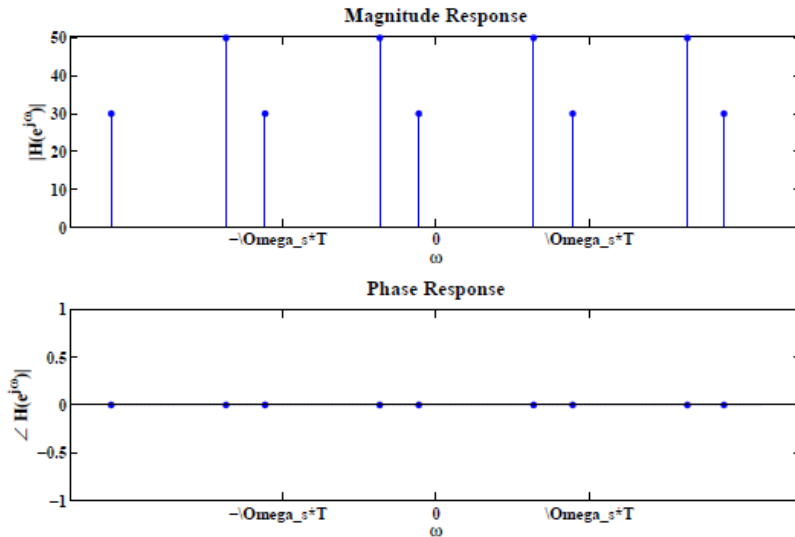 Magnitude Response
|H(e^jω)|
50
40
30
20
10
0
−\Omega_s*T
0
\Omega_s*T
ω
Phase Response
∠ H(e^jω)|
1
0.5
0
−0.5
−1
−\Omega_s*T
0
\Omega_s*T
ω